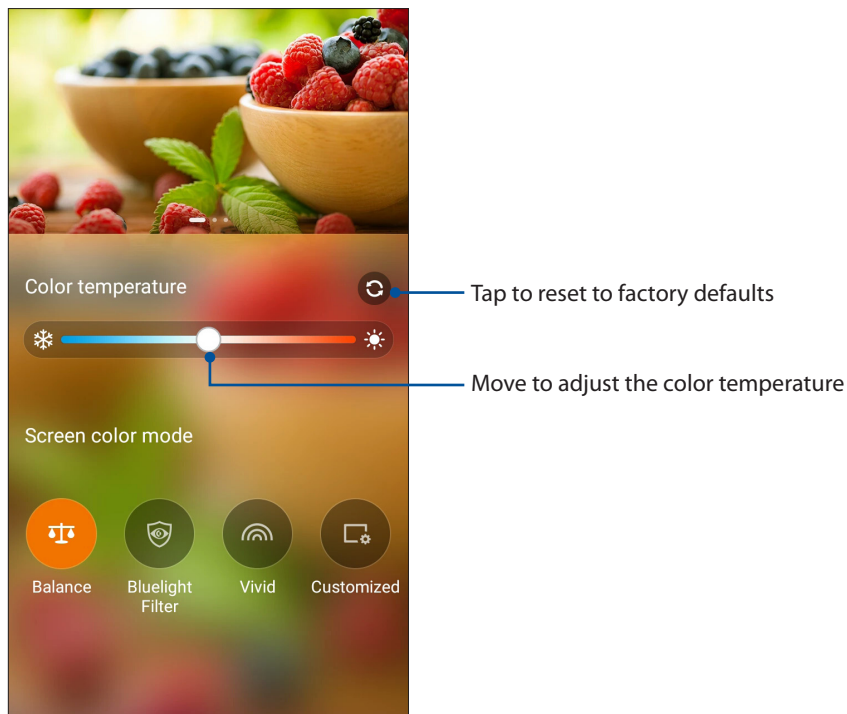 Color temperature
Tap to reset to factory defaults
Move to adjust the color temperature
Screen color mode
Balance
Bluelight
Filter
Vivid
Customized